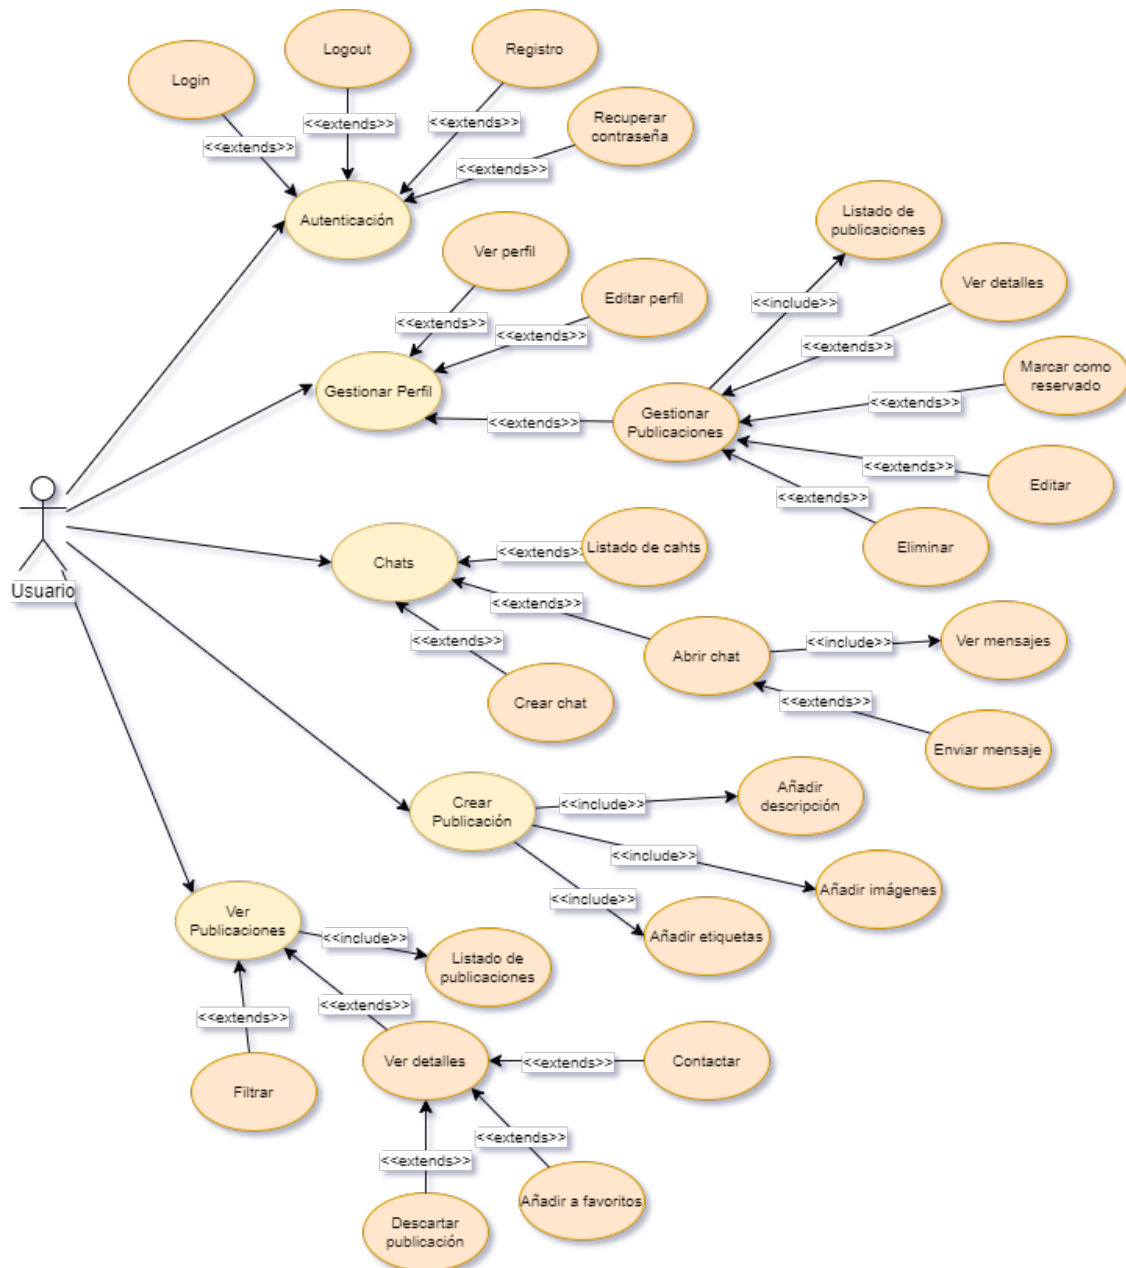 Logout
Registro
Login
Recuperar
contraseña
<<extends>>
<<extends>>
<<extends>>
<<extends>>
Autenticación
Listado de
publicaciones
Ver perfil
Ver detalles
Editar perfil
<<include>>
<<extends>>
<<extends>>
<<extends>>
Marcar como
reservado
Gestionar Perfil
<<extends>>
<<extends>>
Gestionar
Publicaciones
<<extends>>
Editar
<<extends>>
Eliminar
Usuario
Chats
<<extends>>
Listado de cahts
<<extends>>
<<extends>>
Abrir chat
<<include>>
Ver mensajes
Crear chat
<<extends>>
Enviar mensaje
Crear
Publicación
<<include>>
Añadir
descripción
<<include>>
Añadir imágenes
<<include>>
Añadir etiquetas
Ver
Publicaciones
<<include>>
Listado de
publicaciones
<<extends>>
<<extends>>
Filtrar
Ver detalles
<<extends>>
Contactar
<<extends>>
<<extends>>
Añadir a favoritos
Descartar
publicación